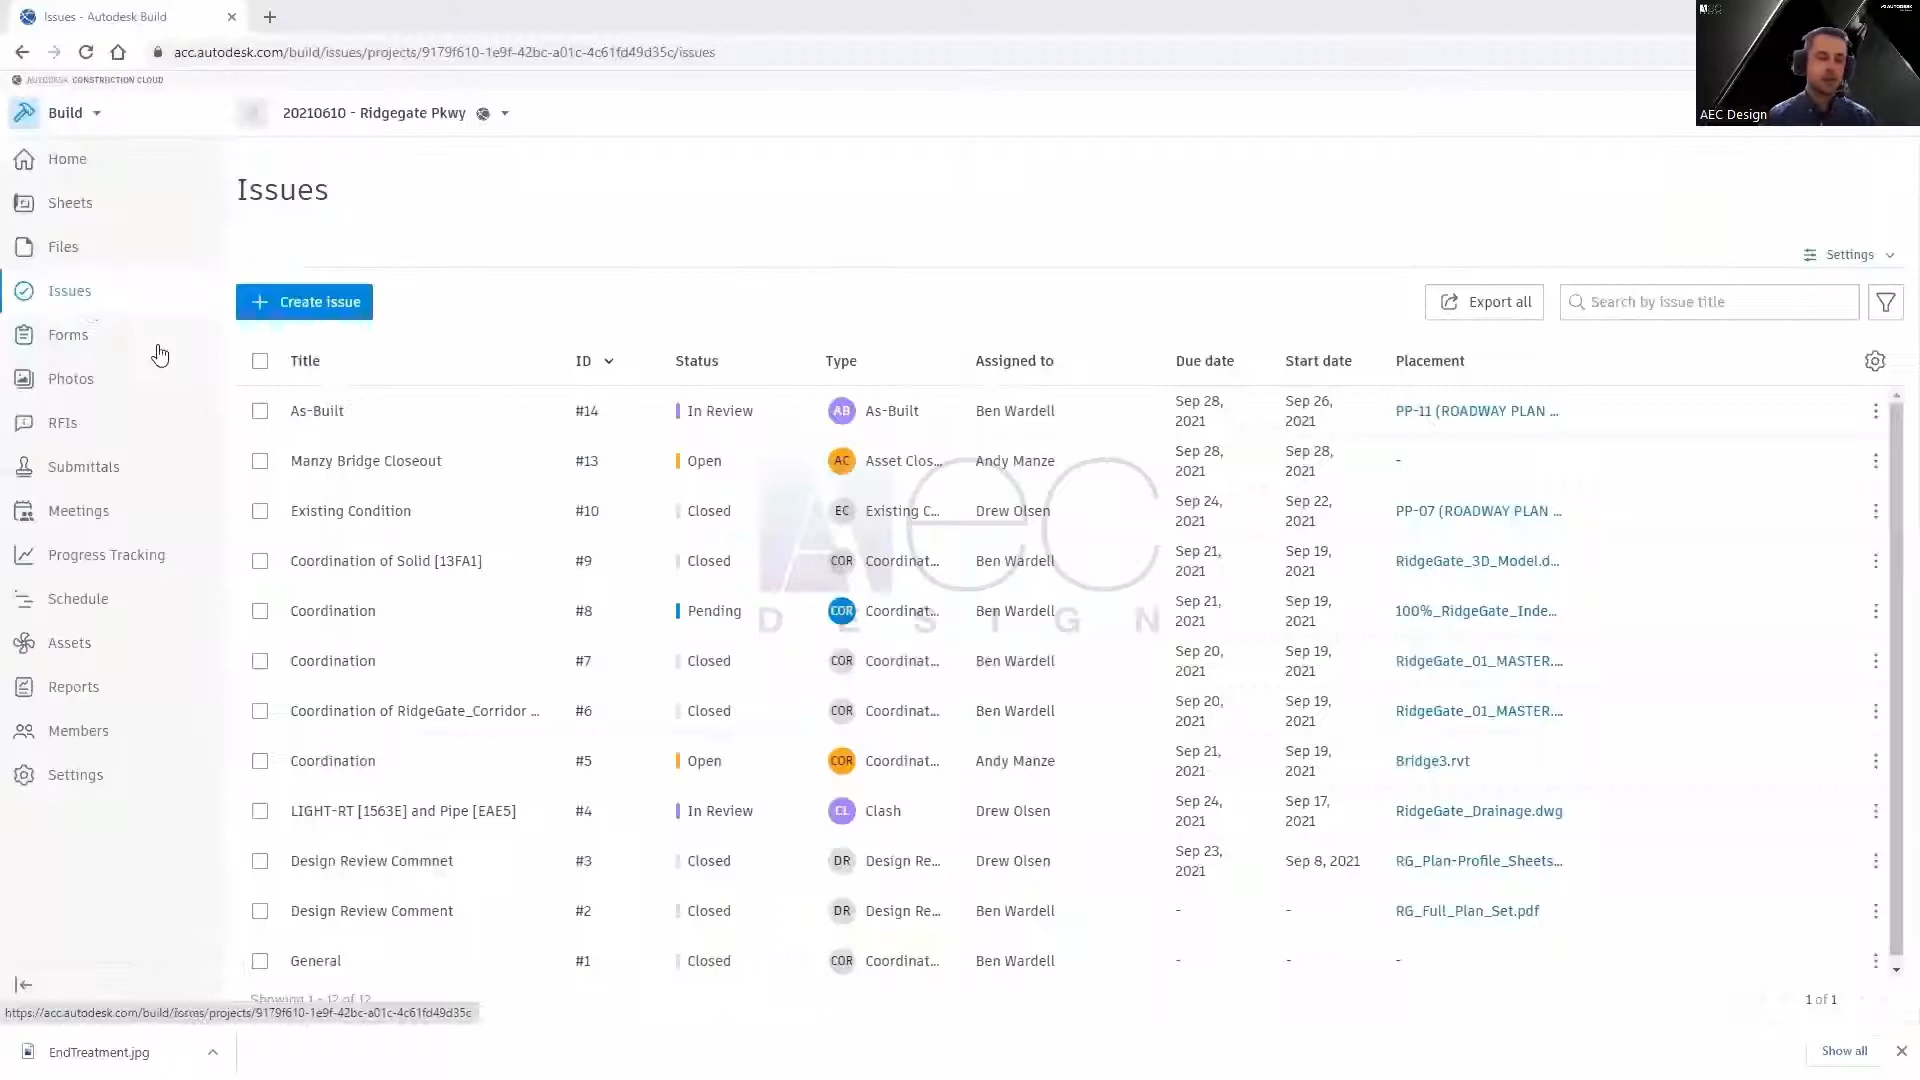 Issues - Autodesk Build
acc.autodesk.com/build/issues/projects/9179f610-1e9f-42bc-a01c-4c61fd49d35c/issues
AUTODESK CONSTRUCTION CLOUD
AEC Design
Build
20210610 - Ridgegate Pkwy
Home
Sheets
Files
Issues
Forms
Photos
RFIs
Submittals
Meetings
Progress Tracking
Schedule
Assets
Reports
Members
Settings
Issues
Settings
Create issue
Export all
Search by issue title
Title ID Status Type Assigned to Due date Start date Placement
As-Built #14 In Review AB As-Built Ben Wardell Sep 28, 2021 Sep 26, 2021 PP-11 (ROADWAY PLAN ...
Manzy Bridge Closeout #13 Open AC Asset Clos... Andy Manze Sep 28, 2021 Sep 28, 2021 -
Existing Condition #10 Closed EC Existing C... Drew Olsen Sep 24, 2021 Sep 22, 2021 PP-07 (ROADWAY PLAN ...
Coordination of Solid [13FA1] #9 Closed COR Coordinat... Ben Wardell Sep 21, 2021 Sep 19, 2021 RidgeGate_3D_Model.d...
Coordination #8 Pending COR Coordinat... Ben Wardell Sep 21, 2021 Sep 19, 2021 100%_RidgeGate_Inde...
Coordination #7 Closed COR Coordinat... Ben Wardell Sep 20, 2021 Sep 19, 2021 RidgeGate_01_MASTER....
Coordination of RidgeGate_Corridor ... #6 Closed COR Coordinat... Ben Wardell Sep 20, 2021 Sep 19, 2021 RidgeGate_01_MASTER....
Coordination #5 Open COR Coordinat... Andy Manze Sep 21, 2021 Sep 19, 2021 Bridge3.rvt
LIGHT-RT [1563E] and Pipe [EAE5] #4 In Review CL Clash Drew Olsen Sep 24, 2021 Sep 17, 2021 RidgeGate_Drainage.dwg
Design Review Commnet #3 Closed DR Design Re... Drew Olsen Sep 23, 2021 Sep 8, 2021 RG_Plan-Profile_Sheets...
Design Review Comment #2 Closed DR Design Re... Ben Wardell - - RG_Full_Plan_Set.pdf
General #1 Closed COR Coordinat... Ben Wardell - - -
AEC
DESIGN
Showing 1 - 12 of 12
1 of 1
https://acc.autodesk.com/build/issues/projects/9179f610-1e9f-42bc-a01c-4c61fd49d35c
EndTreatment.jpg
Show all